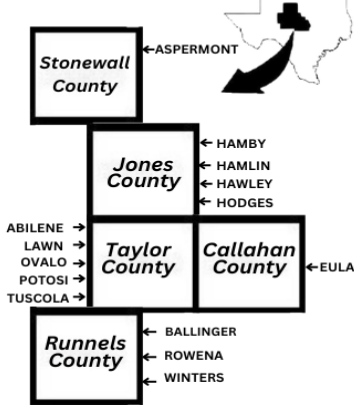 Stonewall
County
ASPERMONT
Jones
County
HAMBY
HAMLIN
HAWLEY
HODGES
ABILENE
LAWN
OVALO
POTOSI
TUSCOLA
Taylor
County
Callahan
County
EULA
Runnels
County
BALLINGER
ROWENA
WINTERS